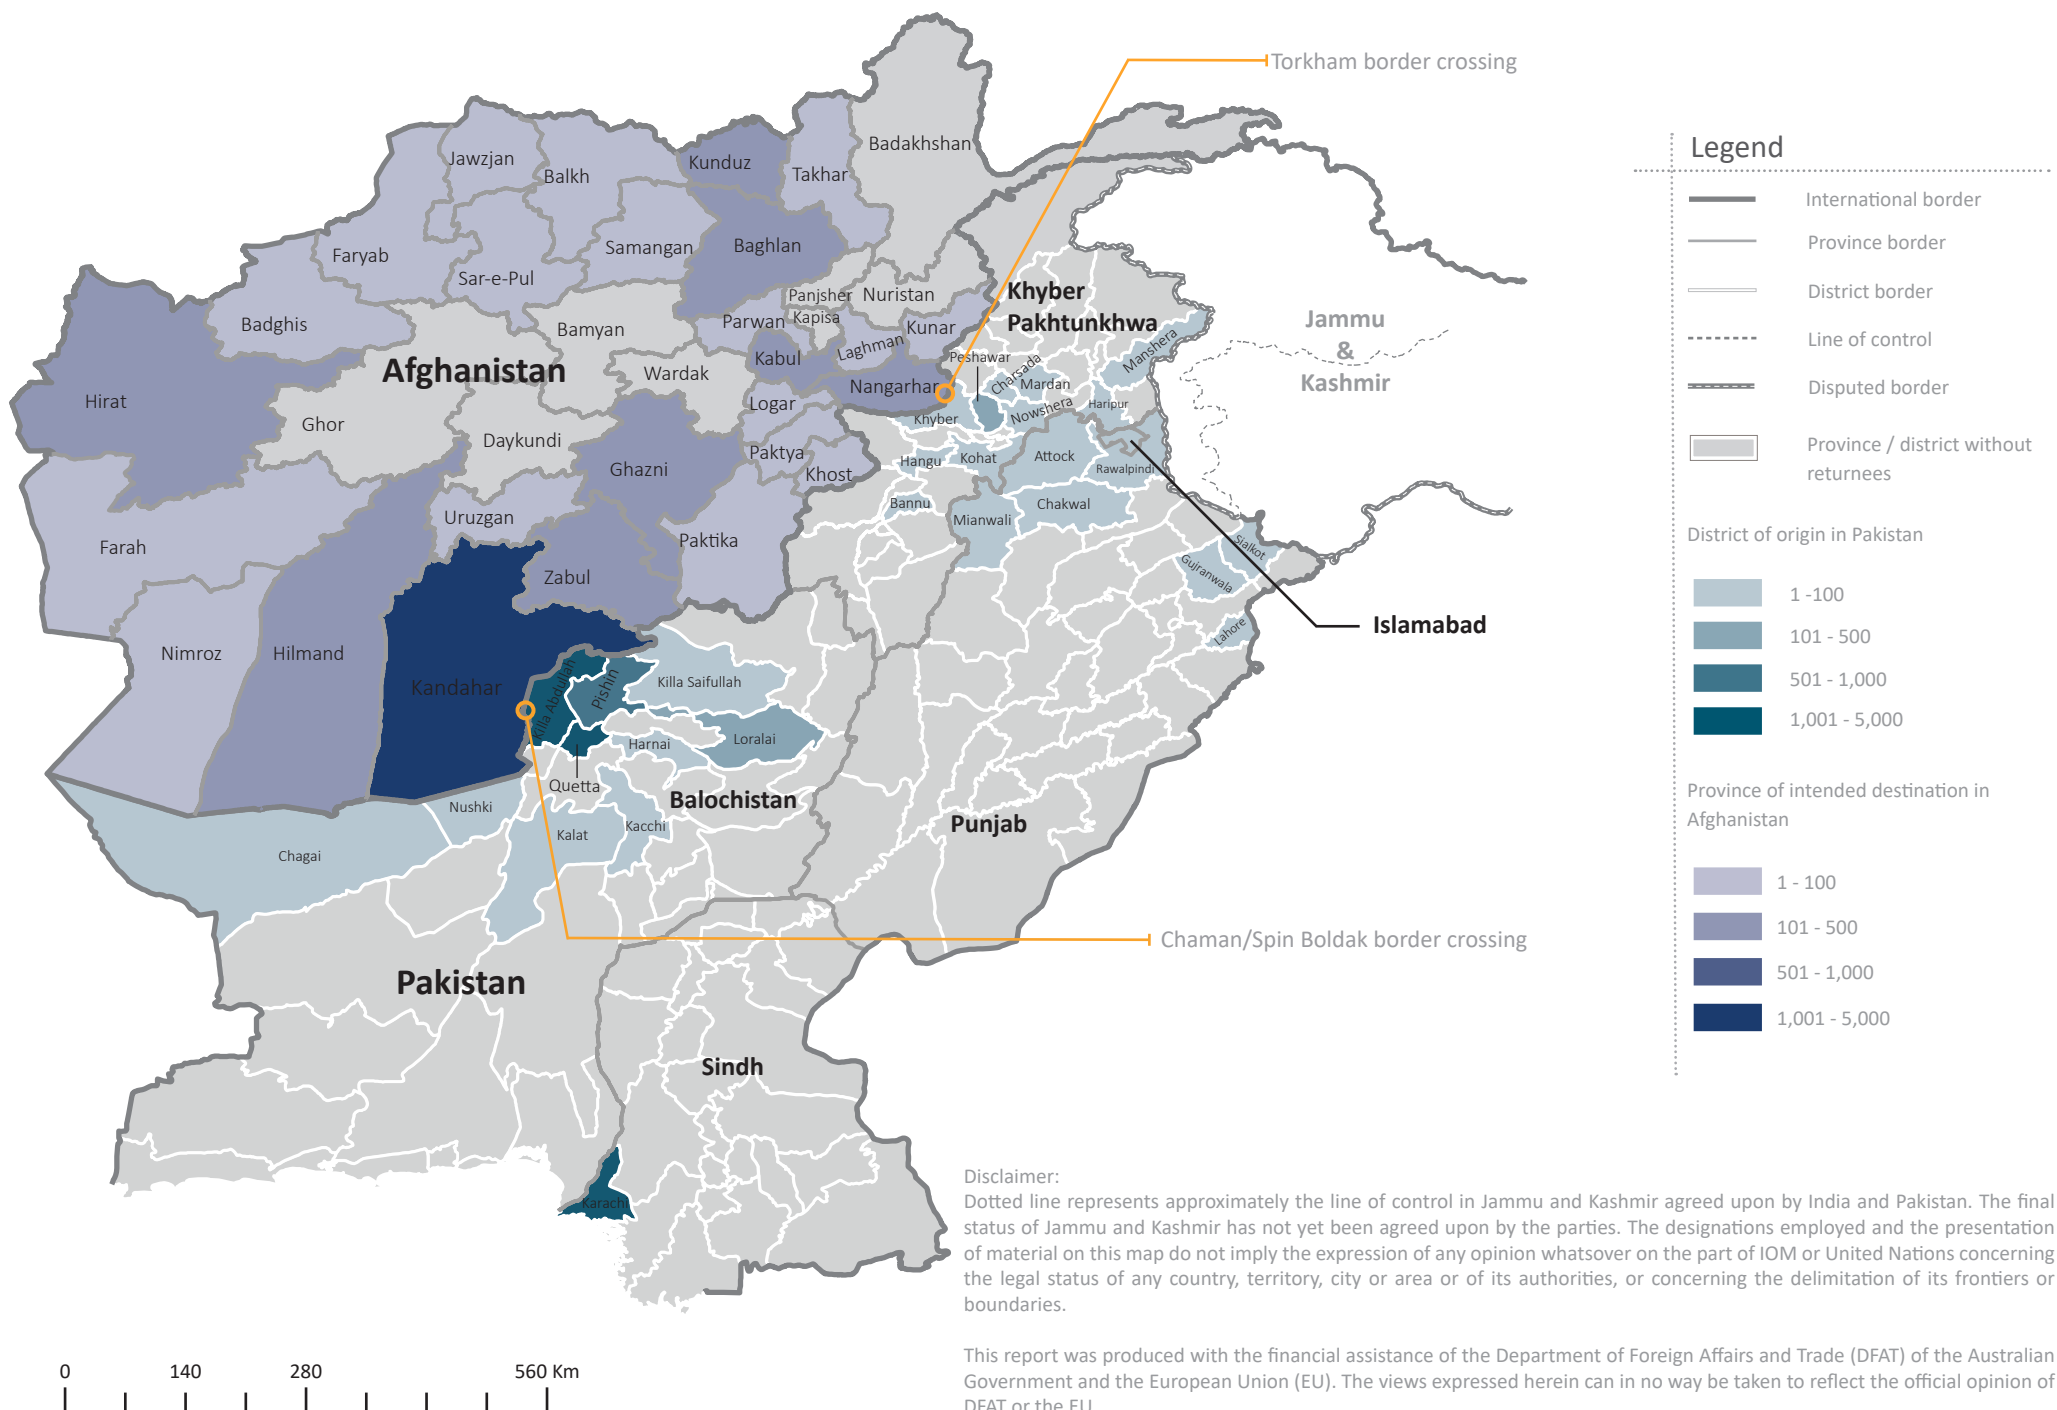 Torkham border crossing
Badakhshan
Jawzjan
Balkh
Kunduz
Takhar
Faryab
Samangan
Baghlan
Sar-e-Pul
Badghis
Panjsher
Nuristan
Kapisa
Parwan
Kunar
Bamyan
Laghman
Kabul
Afghanistan
Wardak
Nangarhar
Hirat
Logar
Ghor
Daykundi
Paktya
Ghazni
Khost
Uruzgan
Farah
Paktika
Zabul
Nimroz
Hilmand
Kandahar
Khyber
Pakhtunkhwa
Jammu
&
Kashmir
Manshera
Peshawar
Charsada
Mardan
Nowshera
Haripur
Khyber
Hangu
Kohat
Attock
Rawalpindi
Bannu
Mianwali
Chakwal
Sialkot
Gujranwala
Lahore
Islamabad
Killa Abdullah
Pishin
Killa Saifullah
Harnai
Loralai
Quetta
Balochistan
Nushki
Kalat
Kacchi
Chagai
Punjab
Chaman/Spin Boldak border crossing
Pakistan
Sindh
Karachi
Legend
International border
Province border
District border
Line of control
Disputed border
Province / district without
returnees
District of origin in Pakistan
1 -100
101 - 500
501 - 1,000
1,001 - 5,000
Province of intended destination in
Afghanistan
1 - 100
101 - 500
501 - 1,000
1,001 - 5,000
Disclaimer:
Dotted line represents approximately the line of control in Jammu and Kashmir agreed upon by India and Pakistan. The final
status of Jammu and Kashmir has not yet been agreed upon by the parties. The designations employed and the presentation
of material on this map do not imply the expression of any opinion whatsover on the part of IOM or United Nations concerning
the legal status of any country, territory, city or area or of its authorities, or concerning the delimitation of its frontiers or
boundaries.
This report was produced with the financial assistance of the Department of Foreign Affairs and Trade (DFAT) of the Australian
Government and the European Union (EU). The views expressed herein can in no way be taken to reflect the official opinion of
DFAT or the EU
0 140 280 560 Km